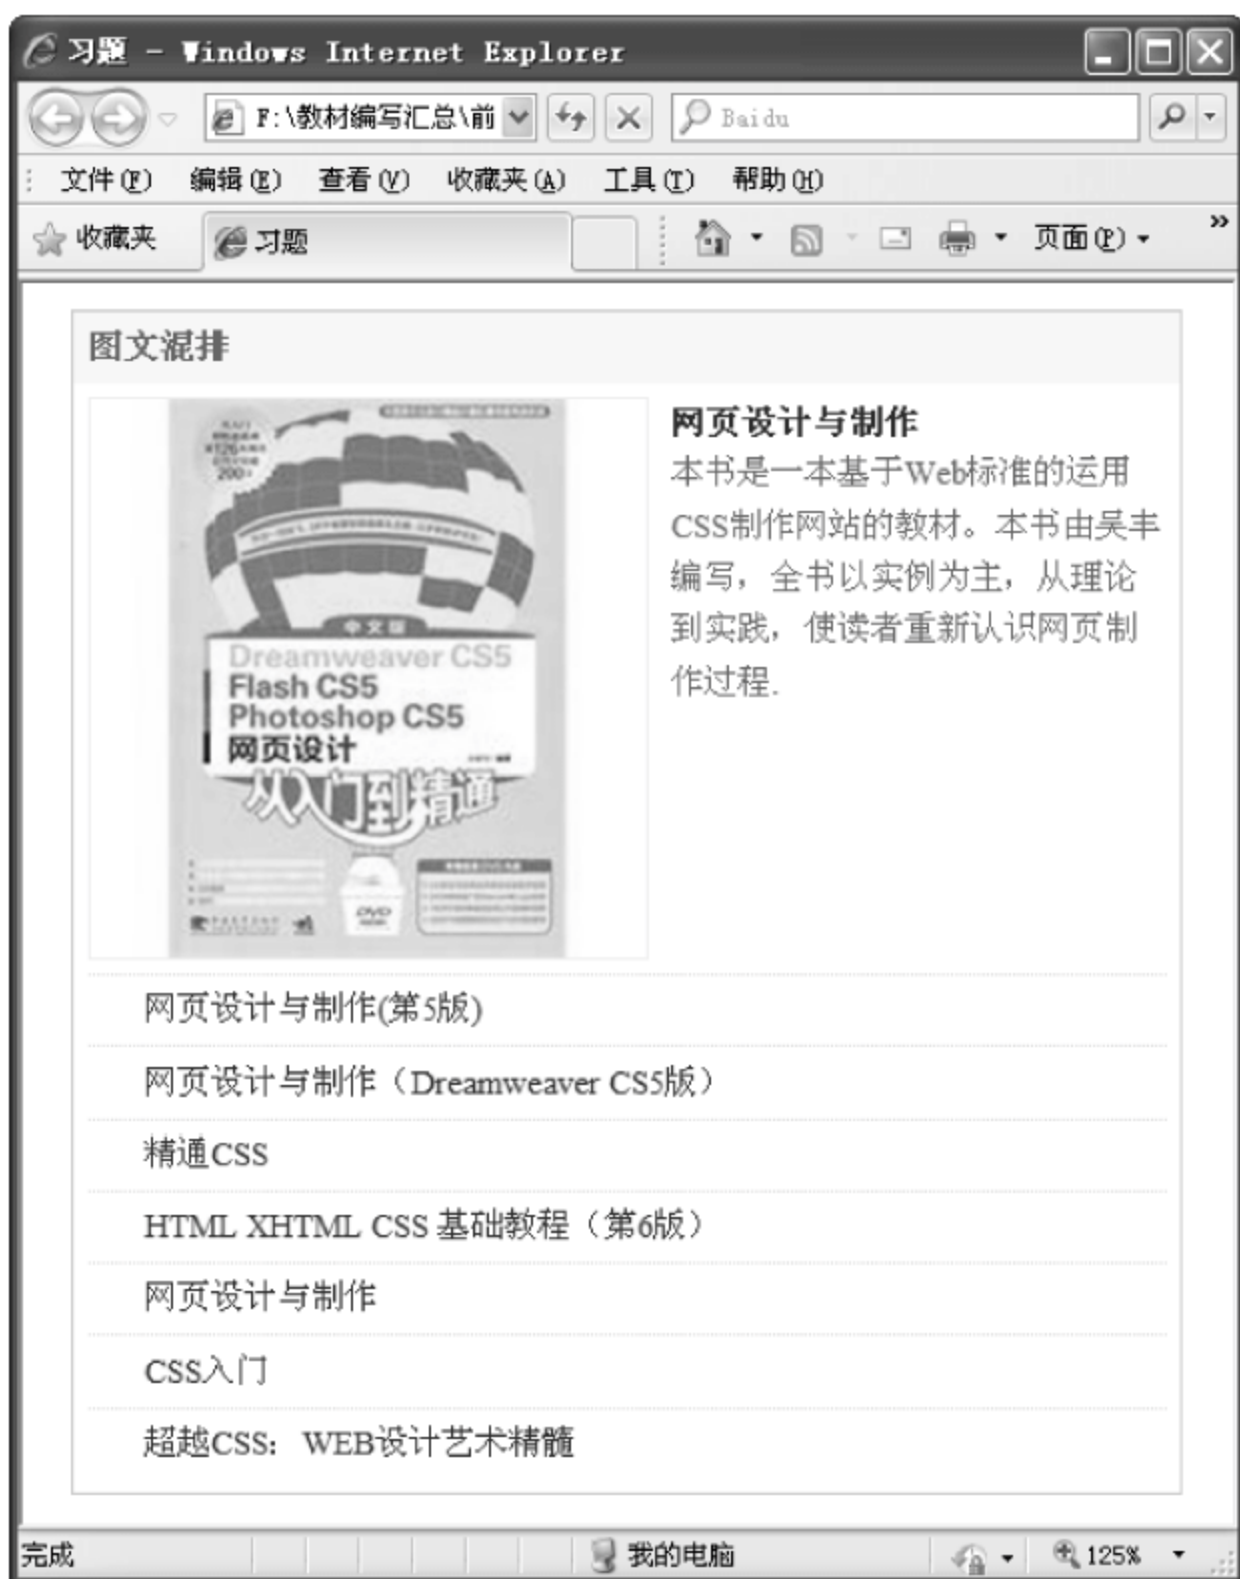 习题 - Windows Internet Explorer
F:\教材编写汇总\前
Baidu
文件(F) 编辑(E) 查看(V) 收藏夹(A) 工具(T) 帮助(H)
收藏夹
习题
页面(P)
»
图文混排
网页设计与制作
本书是一本基于Web标准的运用
CSS制作网站的教材。本书由吴丰
编写，全书以实例为主，从理论
到实践，使读者重新认识网页制
作过程.
中文版
Dreamweaver CS5
Flash CS5
Photoshop CS5
网页设计
从入门到精通
DVD
网页设计与制作(第5版)
网页设计与制作（Dreamweaver CS5版）
精通CSS
HTML XHTML CSS 基础教程（第6版）
网页设计与制作
CSS入门
超越CSS：WEB设计艺术精髓
完成
我的电脑
125%